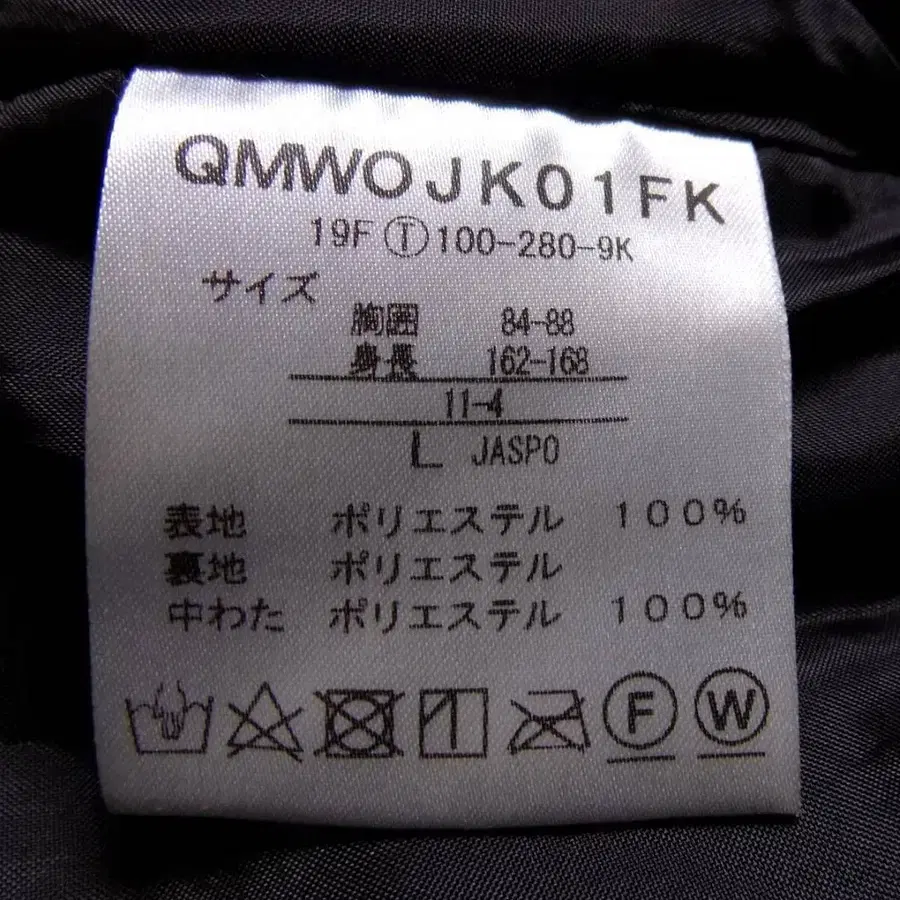 QMWOJK01FK
19F Ⓣ100-280-9K
サイズ
胸囲 84-88
身長 162-168
11-4
L JASPO
表地 ポリエステル 100%
裏地 ポリエステル
中わた ポリエステル 100%
F W